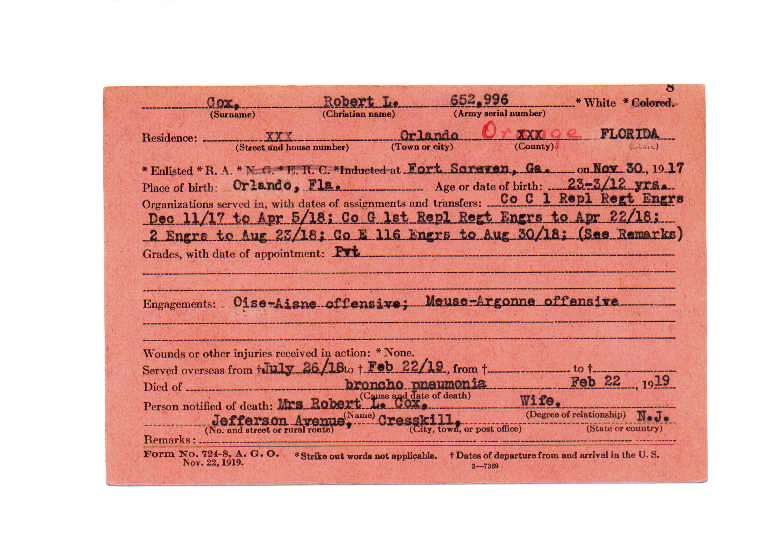 8
Cox, Robert L. 652,996 * White * Colored.
(Surname) (Christian name) (Army serial number)
Residence: xxx Orlando Orange xxx FLORIDA
(Street and house number) (Town or city) (County)
* Enlisted * R. A. * N. G. * E. R. C. * Inducted at Fort Screven, Ga. on Nov 30, 1917
Place of birth: Orlando, Fla. Age or date of birth: 23-3/12 yrs.
Organizations served in, with dates of assignments and transfers: Co C 1 Repl Regt Engrs
Dec 11/17 to Apr 5/18; Co G 1st Repl Regt Engrs to Apr 22/18;
2 Engrs to Aug 23/18; Co E 116 Engrs to Aug 30/18; (See Remarks)
Grades, with date of appointment: Pvt
Engagements: Oise-Aisne offensive; Meuse-Argonne offensive
Wounds or other injuries received in action: * None.
Served overseas from † July 26/18 to † Feb 22/19, from † to †
Died of broncho pneumonia Feb 22, 1919
(Cause and date of death)
Person notified of death: Mrs Robert L. Cox, Wife.
(Name) (Degree of relationship)
Jefferson Avenue, Cresskill, N.J.
(No. and street or rural route) (City, town, or post office) (State or country)
Remarks:
Form No. 724-8, A. G. O. * Strike out words not applicable. † Dates of departure from and arrival in the U. S.
Nov. 22, 1919. 3—7389